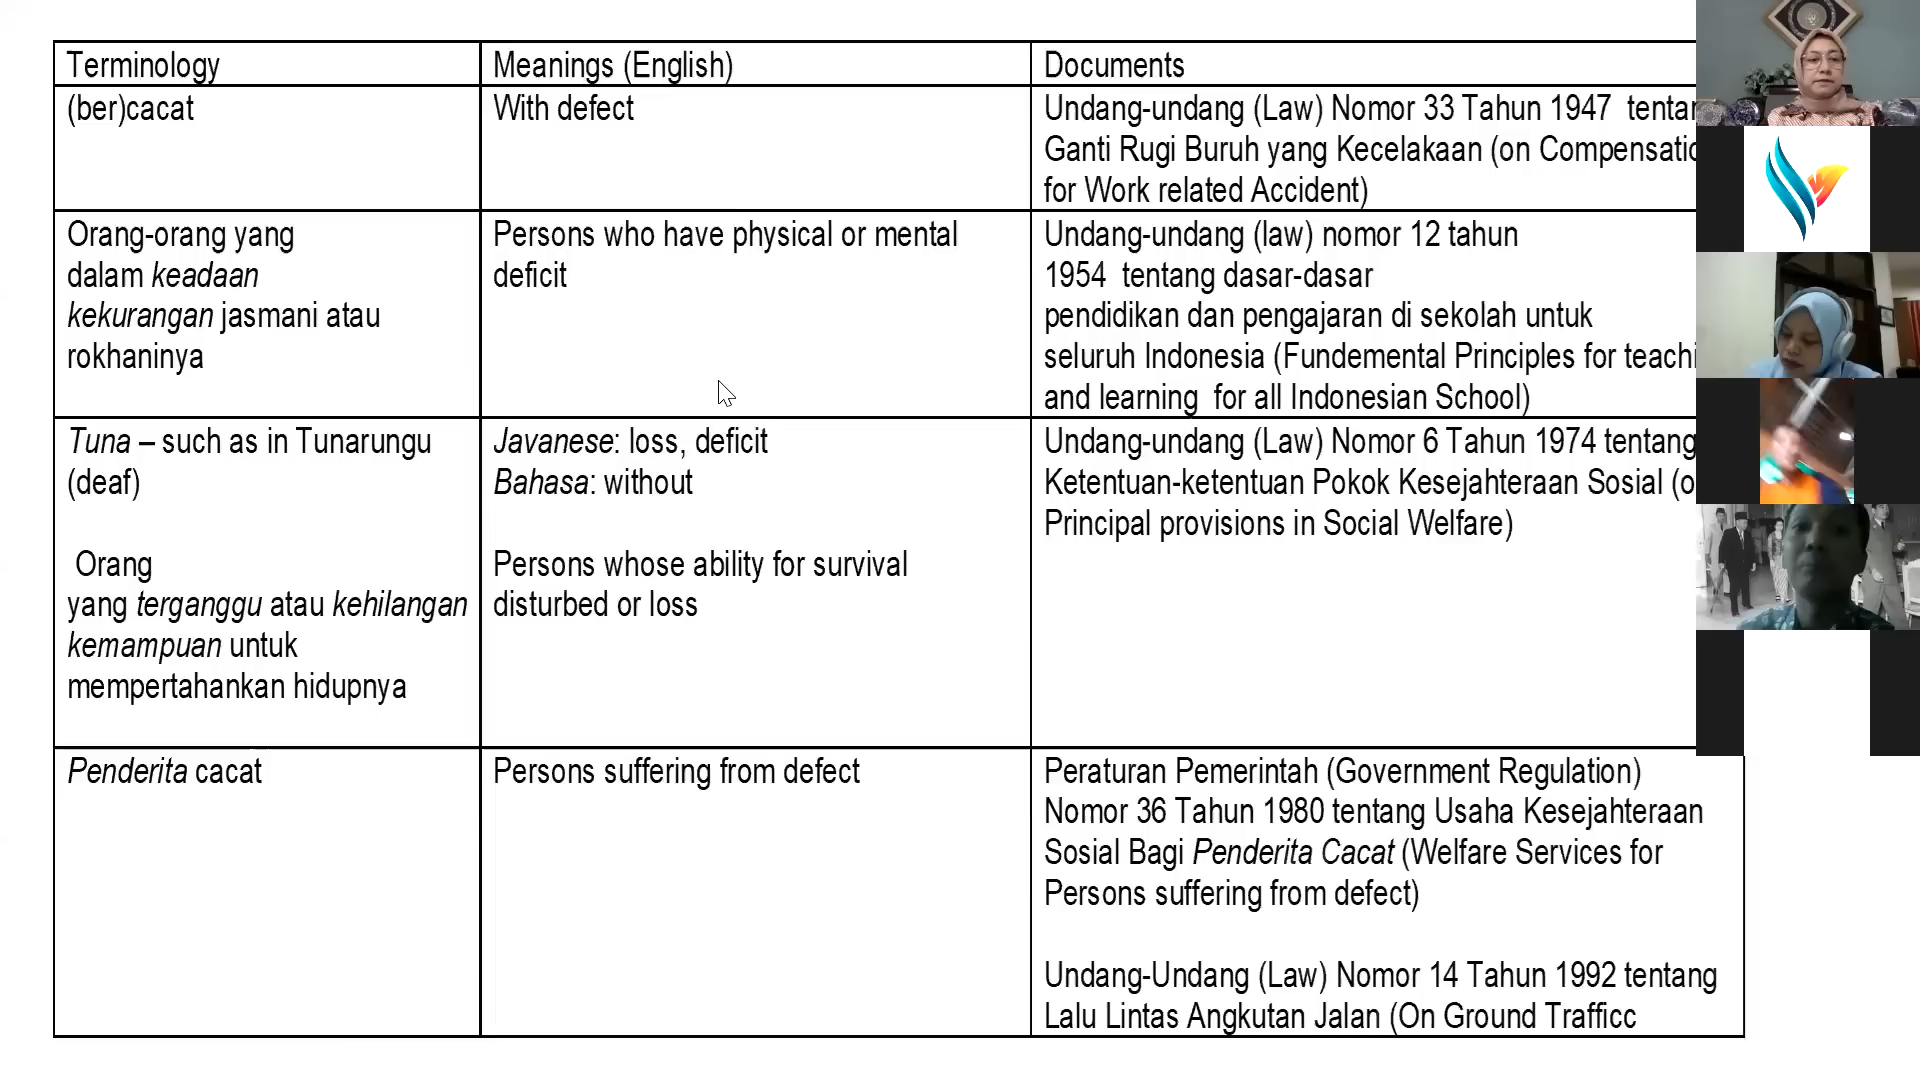 Terminology
Meanings (English)
Documents
(ber)cacat
With defect
Undang-undang (Law) Nomor 33 Tahun 1947 tentan
Ganti Rugi Buruh yang Kecelakaan (on Compensatio
for Work related Accident)
Orang-orang yang
dalam keadaan
kekurangan jasmani atau
rokhaninya
Persons who have physical or mental
deficit
Undang-undang (law) nomor 12 tahun
1954 tentang dasar-dasar
pendidikan dan pengajaran di sekolah untuk
seluruh Indonesia (Fundemental Principles for teachi
and learning for all Indonesian School)
Tuna – such as in Tunarungu
(deaf)
Orang
yang terganggu atau kehilangan
kemampuan untuk
mempertahankan hidupnya
Javanese: loss, deficit
Bahasa: without
Persons whose ability for survival
disturbed or loss
Undang-undang (Law) Nomor 6 Tahun 1974 tentang
Ketentuan-ketentuan Pokok Kesejahteraan Sosial (o
Principal provisions in Social Welfare)
Penderita cacat
Persons suffering from defect
Peraturan Pemerintah (Government Regulation)
Nomor 36 Tahun 1980 tentang Usaha Kesejahteraan
Sosial Bagi Penderita Cacat (Welfare Services for
Persons suffering from defect)
Undang-Undang (Law) Nomor 14 Tahun 1992 tentang
Lalu Lintas Angkutan Jalan (On Ground Trafficc